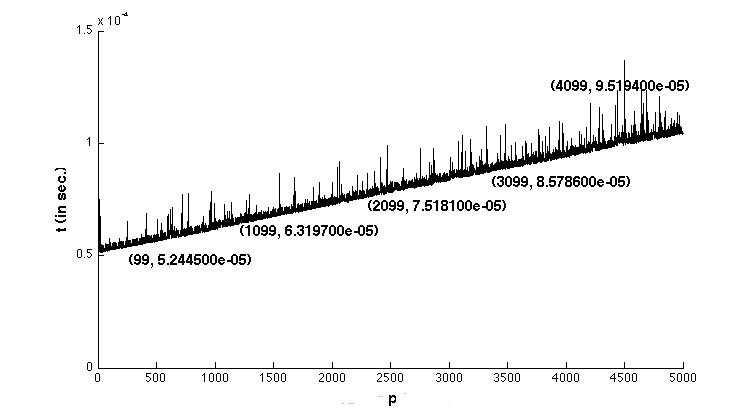 x 10⁻⁴
1.5
(4099, 9.519400e-05)
1
t (in sec.)
(3099, 8.578600e-05)
(2099, 7.518100e-05)
(1099, 6.319700e-05)
0.5
(99, 5.244500e-05)
0
0 500 1000 1500 2000 2500 3000 3500 4000 4500 5000
p